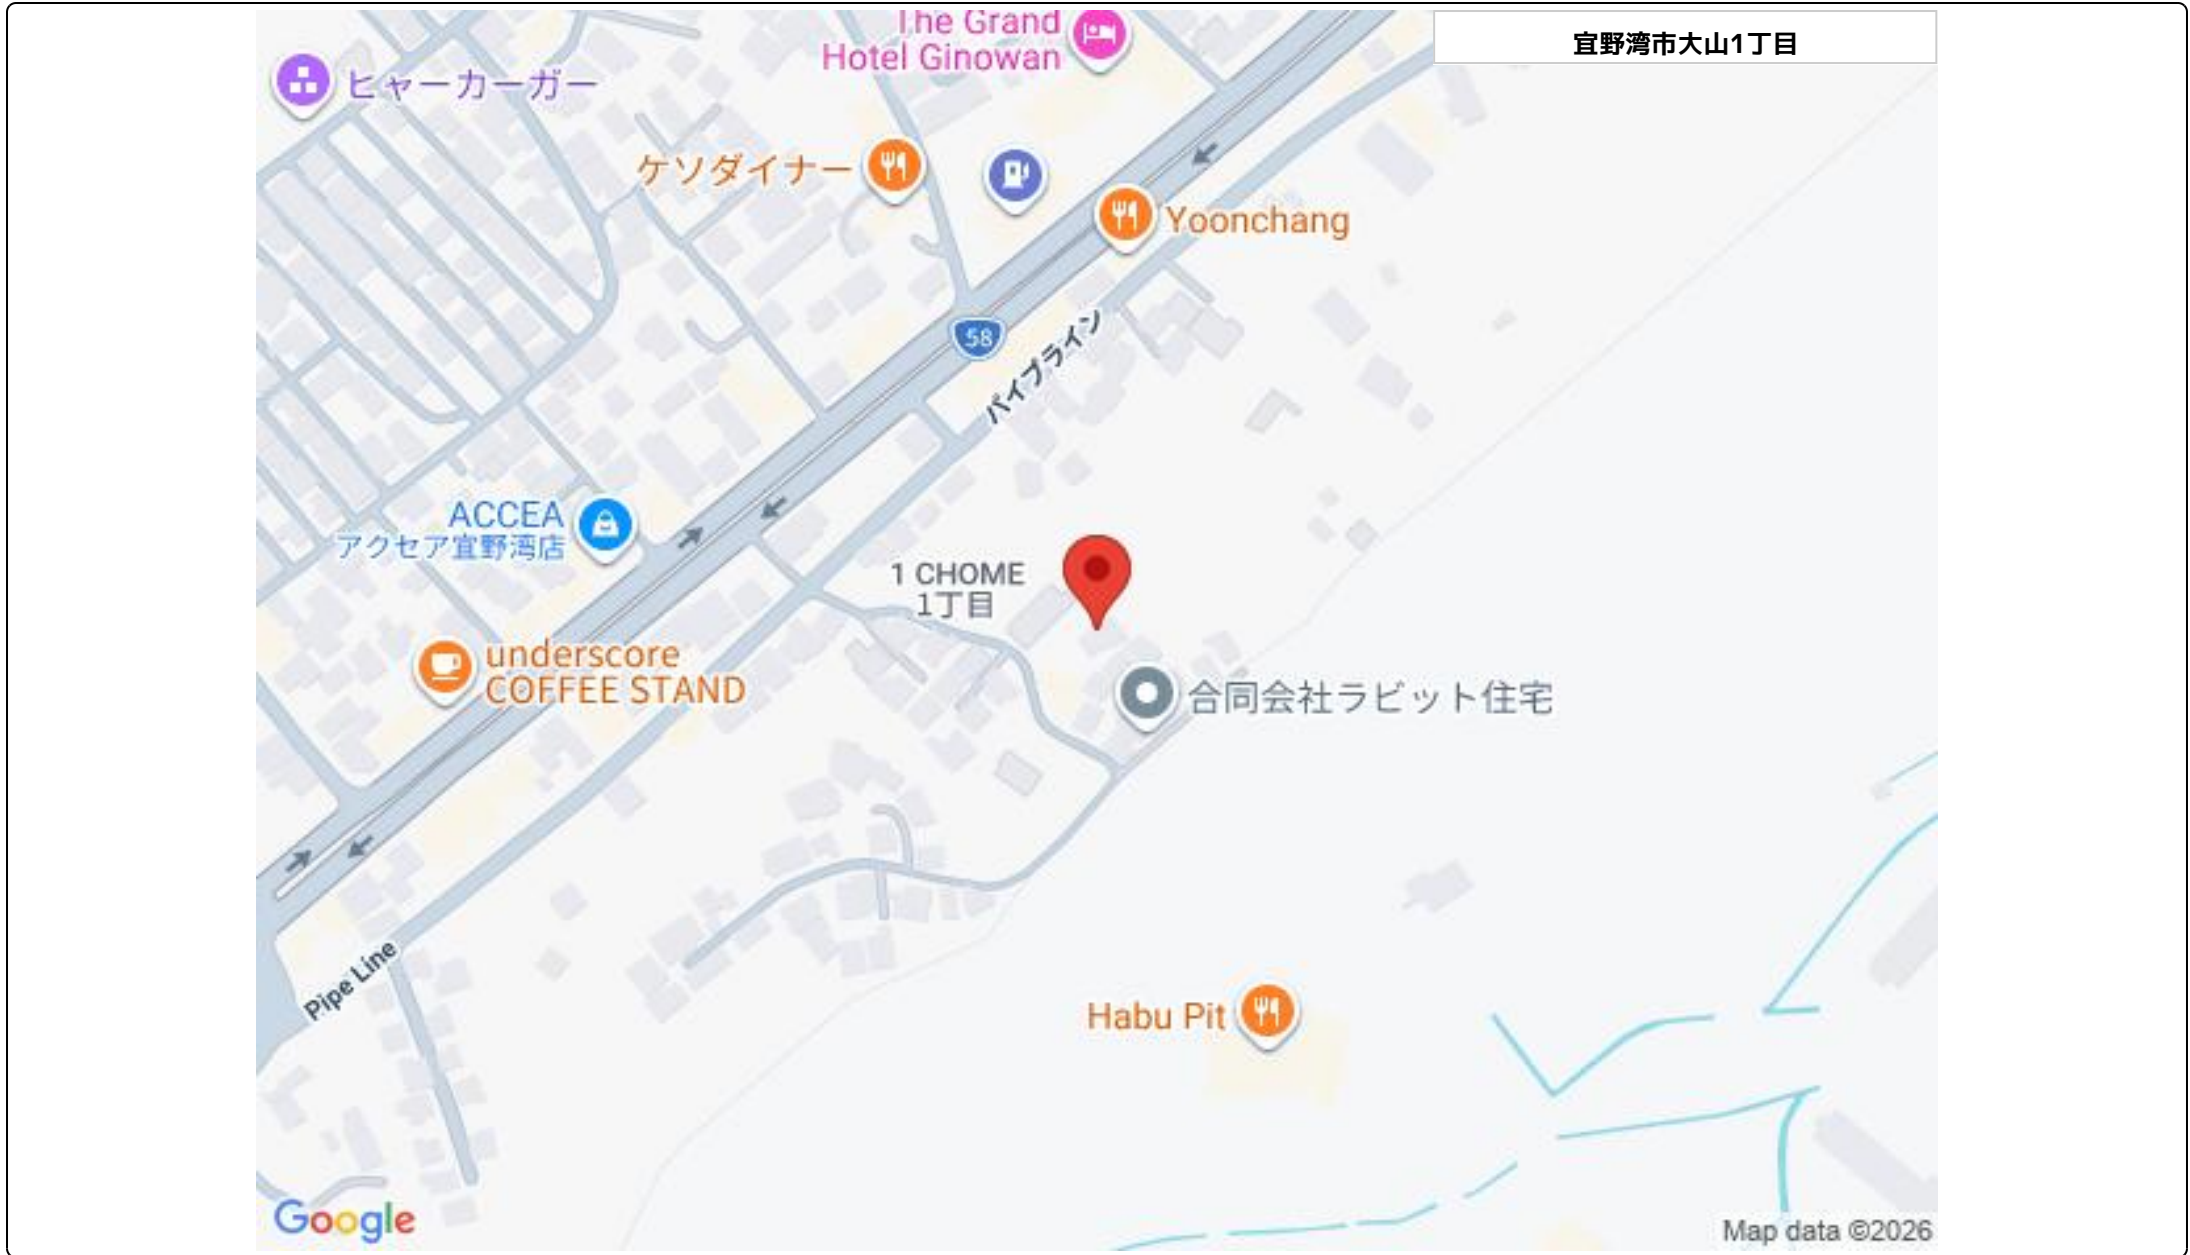 The Grand
Hotel Ginowan
宜野湾市大山1丁目
ヒャーカーガー
ケソダイナー
Yoonchang
58
パイプライン
ACCEA
アクセア宜野湾店
1 CHOME
1丁目
underscore
COFFEE STAND
合同会社ラビット住宅
Pipe Line
Habu Pit
Google
Map data ©2026